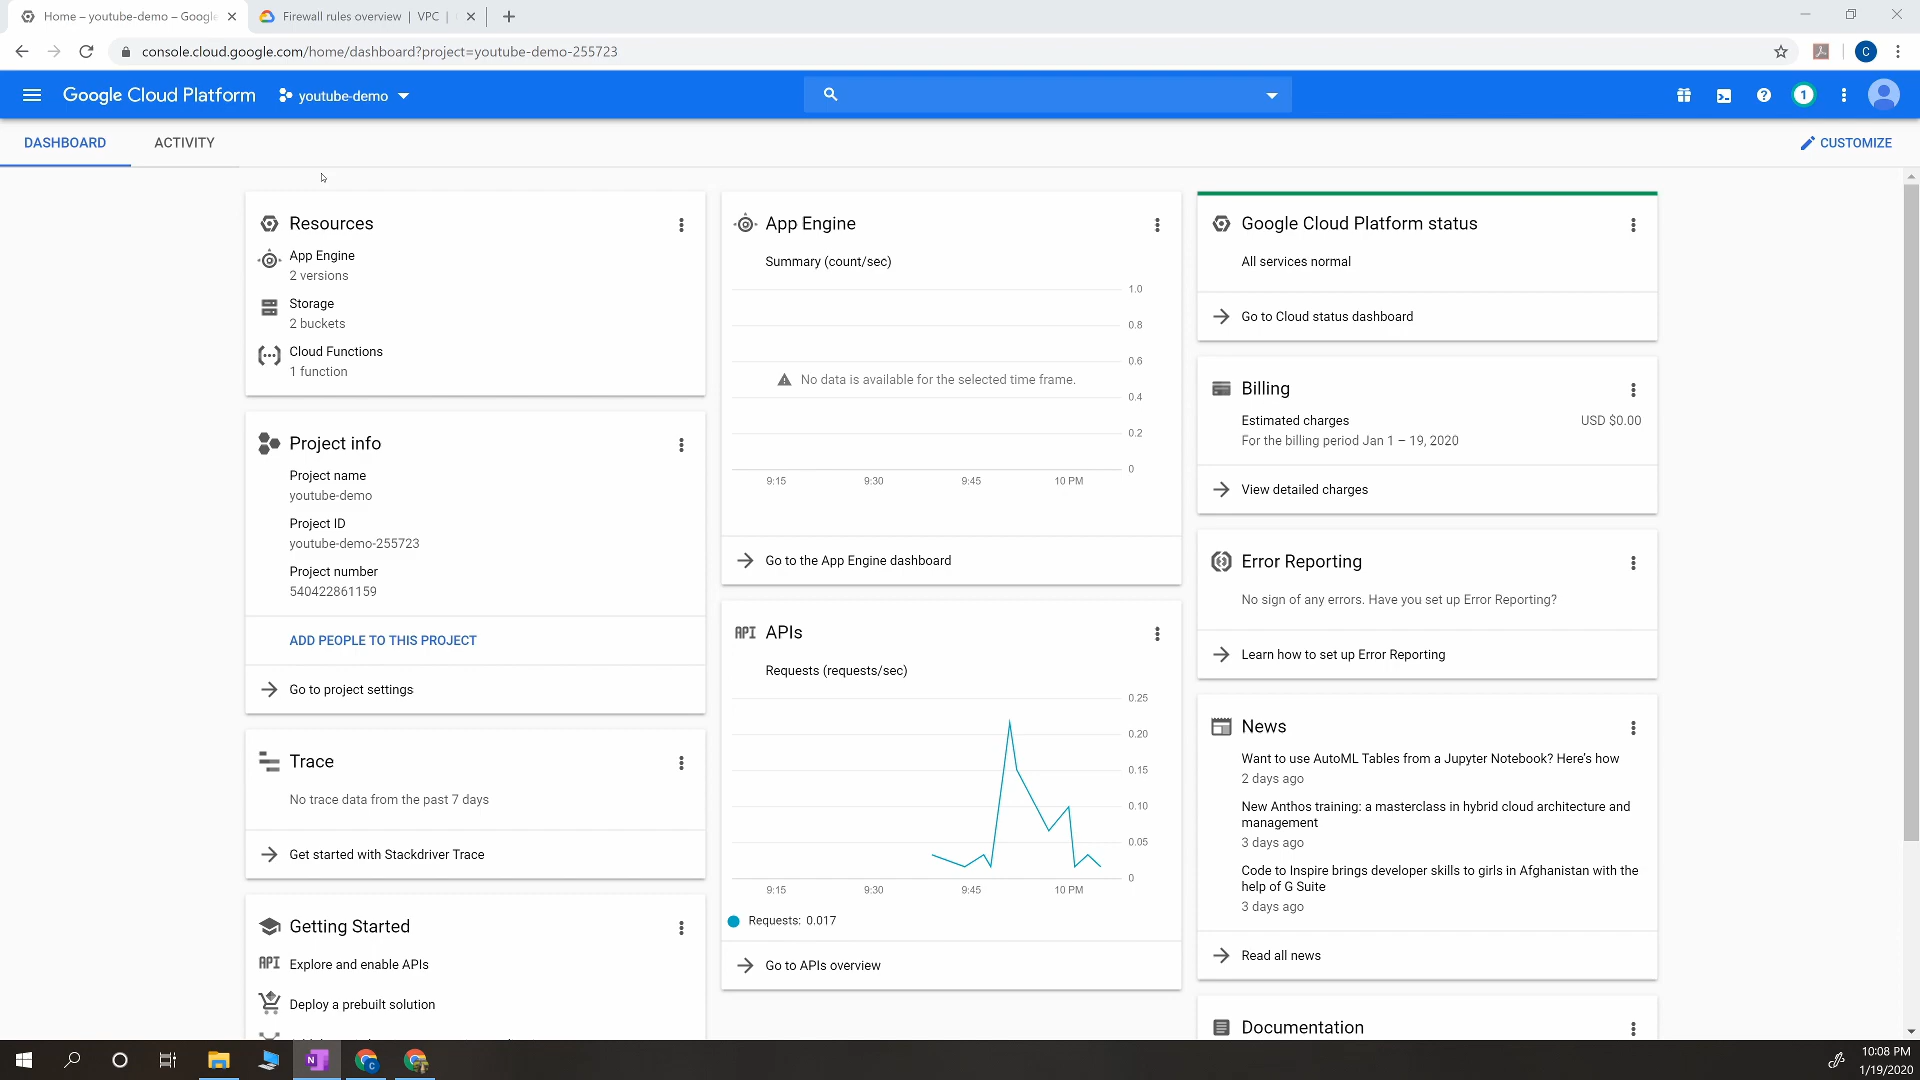 Home – youtube-demo – Google
Firewall rules overview | VPC |
console.cloud.google.com/home/dashboard?project=youtube-demo-255723
C
Google Cloud Platform
youtube-demo
1
DASHBOARD
ACTIVITY
CUSTOMIZE
Resources
App Engine
2 versions
Storage
2 buckets
Cloud Functions
1 function
Project info
Project name
youtube-demo
Project ID
youtube-demo-255723
Project number
540422861159
ADD PEOPLE TO THIS PROJECT
Go to project settings
Trace
No trace data from the past 7 days
Get started with Stackdriver Trace
Getting Started
API Explore and enable APIs
Deploy a prebuilt solution
App Engine
Summary (count/sec)
1.0
0.8
0.6
No data is available for the selected time frame.
0.4
0.2
0
9:15 9:30 9:45 10 PM
Go to the App Engine dashboard
API APIs
Requests (requests/sec)
0.25
0.20
0.15
0.10
0.05
0
9:15 9:30 9:45 10 PM
Requests: 0.017
Go to APIs overview
Google Cloud Platform status
All services normal
Go to Cloud status dashboard
Billing
Estimated charges USD $0.00
For the billing period Jan 1 – 19, 2020
View detailed charges
Error Reporting
No sign of any errors. Have you set up Error Reporting?
Learn how to set up Error Reporting
News
Want to use AutoML Tables from a Jupyter Notebook? Here's how
2 days ago
New Anthos training: a masterclass in hybrid cloud architecture and
management
3 days ago
Code to Inspire brings developer skills to girls in Afghanistan with the
help of G Suite
3 days ago
Read all news
Documentation
N
C
10:08 PM
1/19/2020